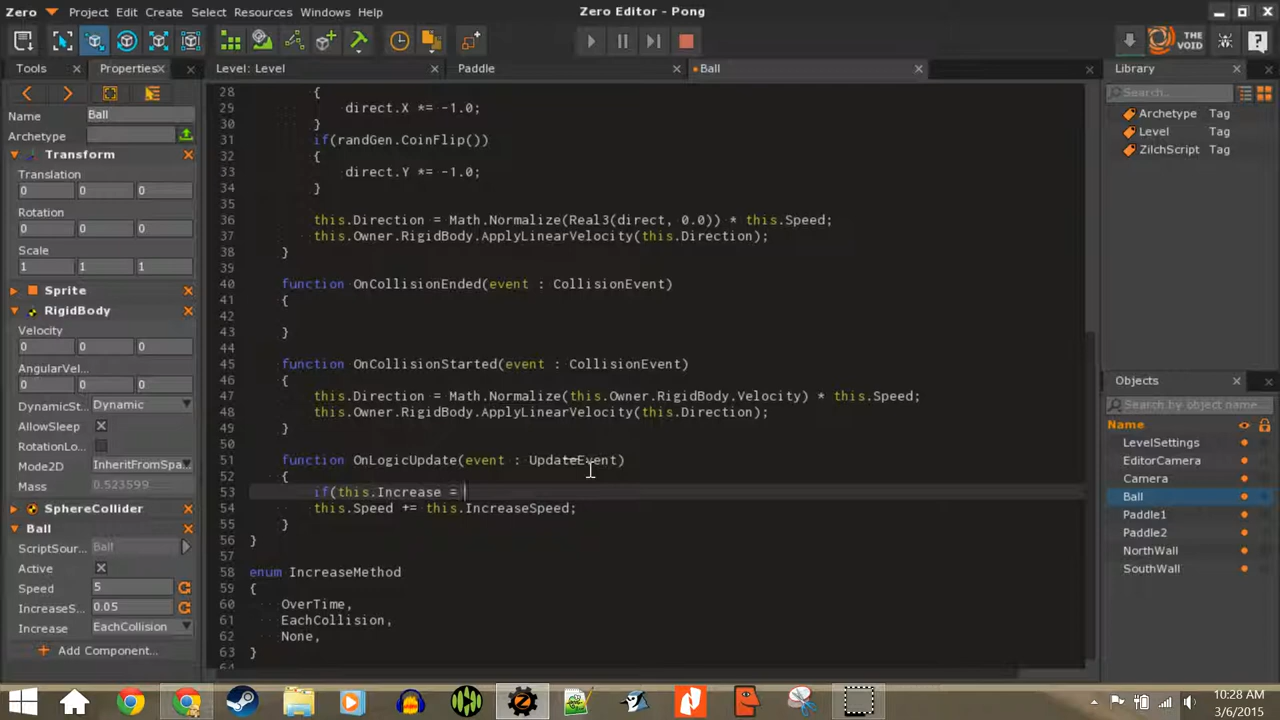 Zero Project Edit Create Select Resources Windows Help Zero Editor - Pong
THE VOID
Tools Properties Level: Level Paddle Ball Library
Search...
Archetype Tag
Level Tag
ZilchScript Tag
Name Ball
Archetype
Transform
Translation
0 0 0
Rotation
0 0 0
Scale
1 1 1
Sprite
RigidBody
Velocity
0 0 0
AngularVel...
0 0 0
DynamicSt... Dynamic
AllowSleep
RotationLo...
Mode2D InheritFromSpa...
Mass 0.523599
SphereCollider
Ball
ScriptSour... Ball
Active
Speed 5
IncreaseS... 0.05
Increase EachCollision
Add Component...
28 {
29 direct.X *= -1.0;
30 }
31 if(randGen.CoinFlip())
32 {
33 direct.Y *= -1.0;
34 }
35
36 this.Direction = Math.Normalize(Real3(direct, 0.0)) * this.Speed;
37 this.Owner.RigidBody.ApplyLinearVelocity(this.Direction);
38 }
39
40 function OnCollisionEnded(event : CollisionEvent)
41 {
42
43 }
44
45 function OnCollisionStarted(event : CollisionEvent)
46 {
47 this.Direction = Math.Normalize(this.Owner.RigidBody.Velocity) * this.Speed;
48 this.Owner.RigidBody.ApplyLinearVelocity(this.Direction);
49 }
50
51 function OnLogicUpdate(event : UpdateEvent)
52 {
53 if(this.Increase =
54 this.Speed += this.IncreaseSpeed;
55 }
56 }
57
58 enum IncreaseMethod
59 {
60 OverTime,
61 EachCollision,
62 None,
63 }
64
Objects
Search by object name...
Name
LevelSettings
EditorCamera
Camera
Ball
Paddle1
Paddle2
NorthWall
SouthWall
10:28 AM
3/6/2015